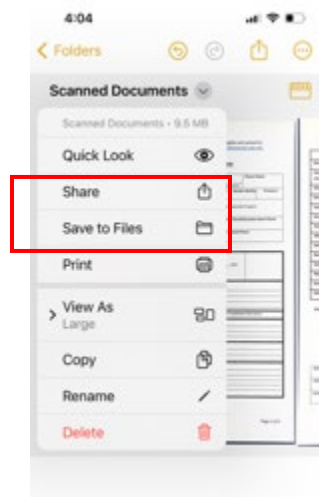 4:04
Folders
Scanned Documents
Scanned Documents • 9.5 MB
Quick Look
Share
Save to Files
Print
View As
Large
Copy
Rename
Delete